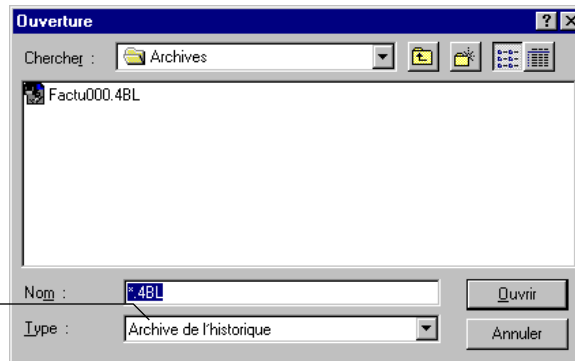 Ouverture
Chercher : Archives
Factu000.4BL
Nom : *.4BL Ouvrir
Type : Archive de l'historique Annuler